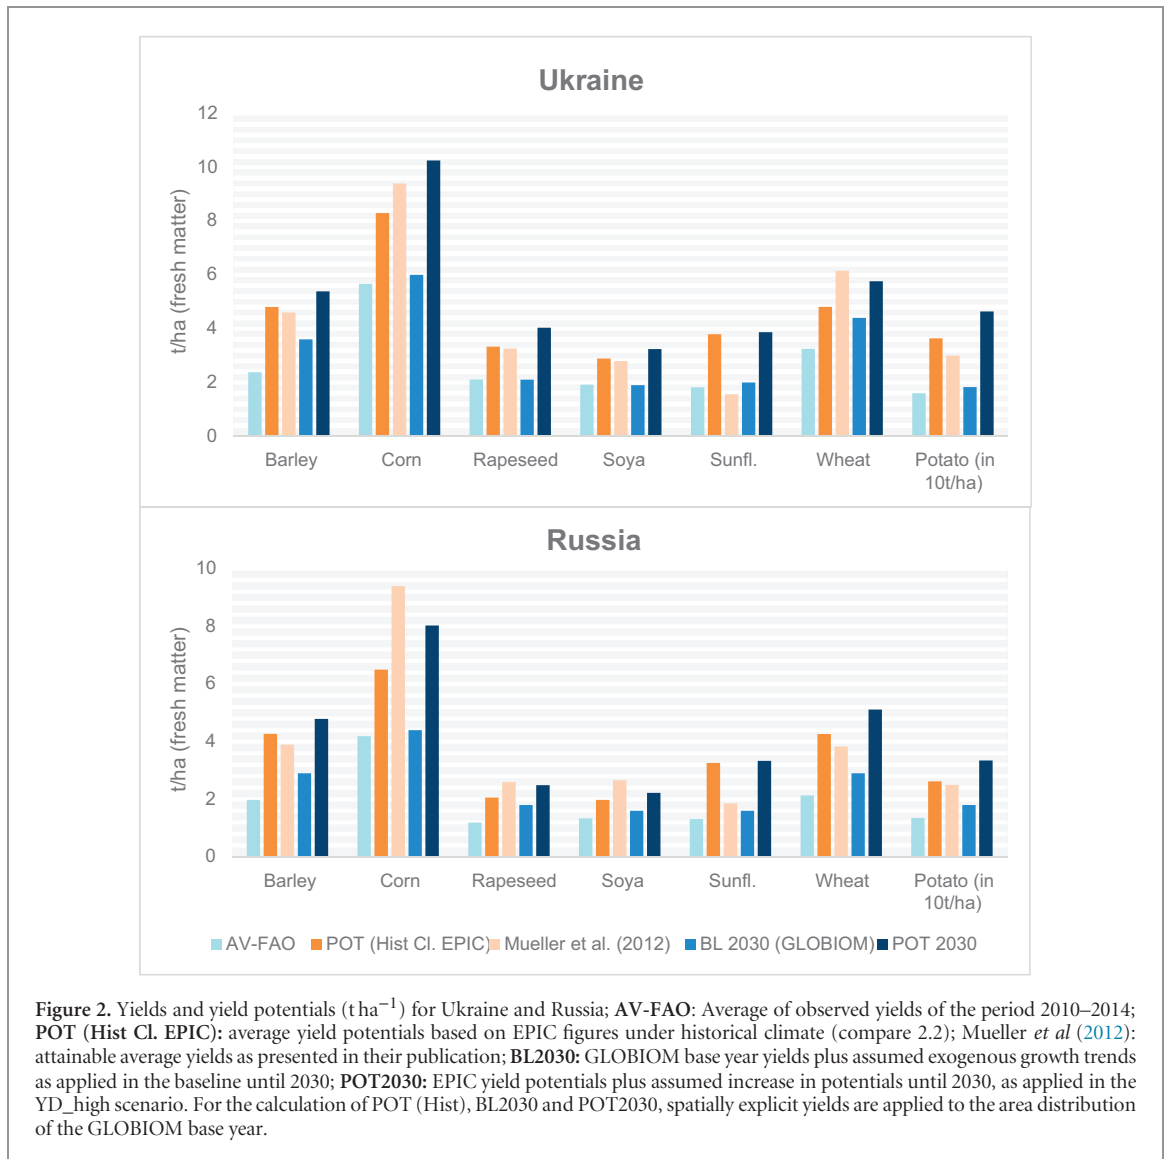 Ukraine
t/ha (fresh matter)
12
10
8
6
4
2
0
Barley Corn Rapeseed Soya Sunfl. Wheat Potato (in
10t/ha)
Russia
t/ha (fresh matter)
10
8
6
4
2
0
Barley Corn Rapeseed Soya Sunfl. Wheat Potato (in
10t/ha)
AV-FAO POT (Hist Cl. EPIC) Mueller et al. (2012) BL 2030 (GLOBIOM) POT 2030
Figure 2. Yields and yield potentials (t ha⁻¹) for Ukraine and Russia; AV-FAO: Average of observed yields of the period 2010–2014;
POT (Hist Cl. EPIC): average yield potentials based on EPIC figures under historical climate (compare 2.2); Mueller et al (2012):
attainable average yields as presented in their publication; BL2030: GLOBIOM base year yields plus assumed exogenous growth trends
as applied in the baseline until 2030; POT2030: EPIC yield potentials plus assumed increase in potentials until 2030, as applied in the
YD_high scenario. For the calculation of POT (Hist), BL2030 and POT2030, spatially explicit yields are applied to the area distribution
of the GLOBIOM base year.